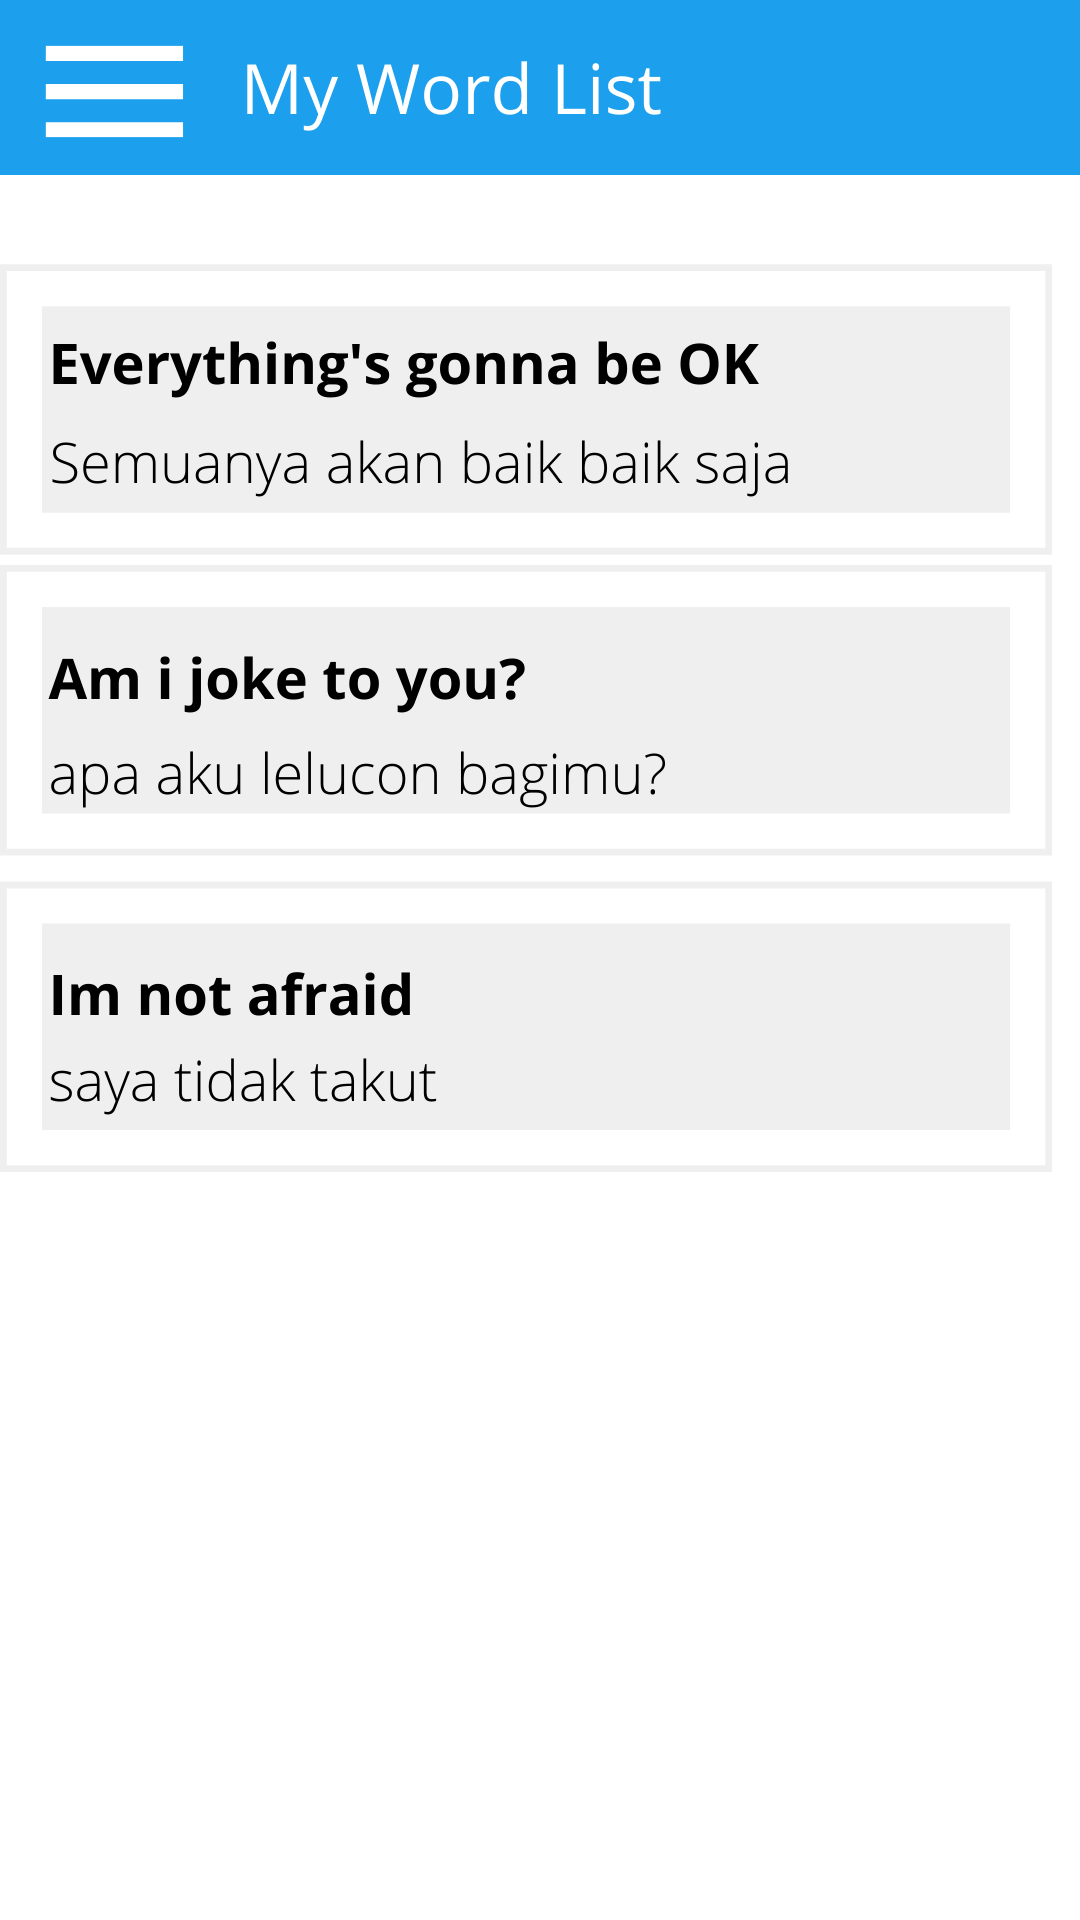 My Word List
Everything's gonna be OK
Semuanya akan baik baik saja
Am i joke to you?
apa aku lelucon bagimu?
Im not afraid
saya tidak takut